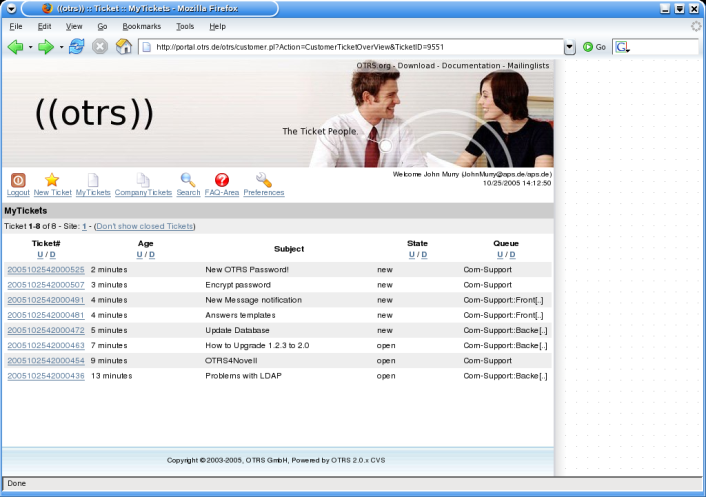 ((otrs)) :: Ticket :: MyTickets - Mozilla Firefox
File Edit View Go Bookmarks Tools Help
http://portal.otrs.de/otrs/customer.pl?Action=CustomerTicketOverView&TicketID=9551 Go G
OTRS.org - Download - Documentation - Mailinglists
((otrs))
The Ticket People.
Welcome John Murry (JohnMurry@aps.de/aps.de)
10/25/2005 14:12:50
Logout New Ticket MyTickets CompanyTickets Search FAQ-Area Preferences
MyTickets
Ticket 1-8 of 8 - Site: 1 - (Don't show closed Tickets)
Ticket# Age Subject State Queue
U / D U / D U / D U / D
2005102542000525 2 minutes New OTRS Password! new Com-Support
2005102542000507 3 minutes Encrypt password new Com-Support
2005102542000491 4 minutes New Message notification new Com-Support::Front[..]
2005102542000481 4 minutes Answers templates new Com-Support::Front[..]
2005102542000472 5 minutes Update Database new Com-Support::Backe[..]
2005102542000463 7 minutes How to Upgrade 1.2.3 to 2.0 open Com-Support::Backe[..]
2005102542000454 9 minutes OTRS4Novell open Com-Support
2005102542000436 13 minutes Problems with LDAP open Com-Support::Backe[..]
Copyright © 2003-2005, OTRS GmbH, Powered by OTRS 2.0.x CVS
Done